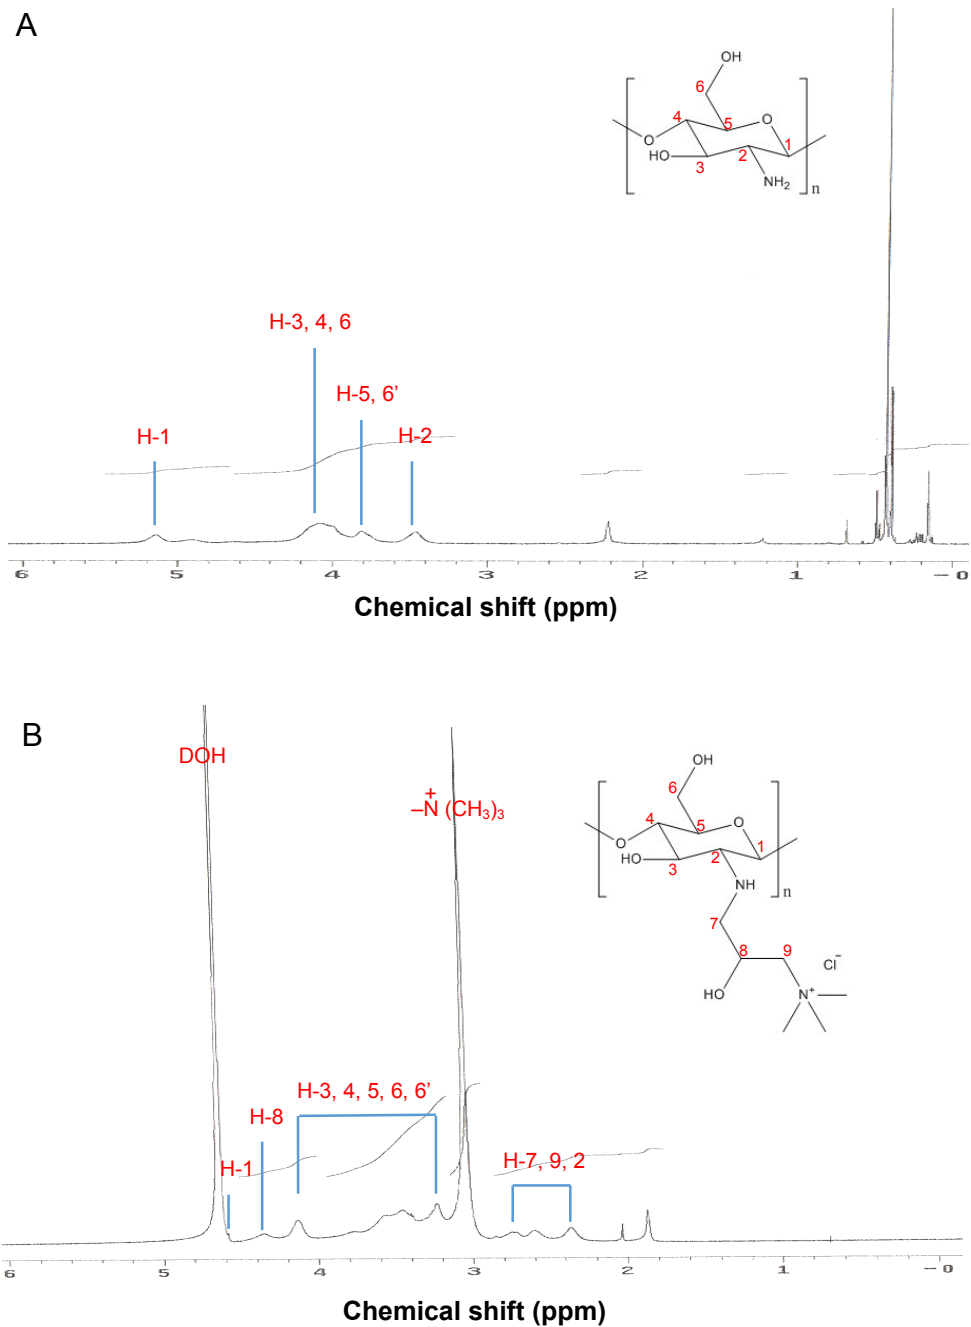 A
OH
6
4
5
O
O
1
HO
2
3
NH₂
n
H-3, 4, 6
H-5, 6’
H-1
H-2
6 5 4 3 2 1 -0
Chemical shift (ppm)
B
DOH
+
–N (CH₃)₃
OH
6
4
5
O
O
1
HO
2
3
NH
n
7
8
9
Cl⁻
HO
N⁺
H-3, 4, 5, 6, 6’
H-8
H-1
H-7, 9, 2
6 5 4 3 2 1 -0
Chemical shift (ppm)